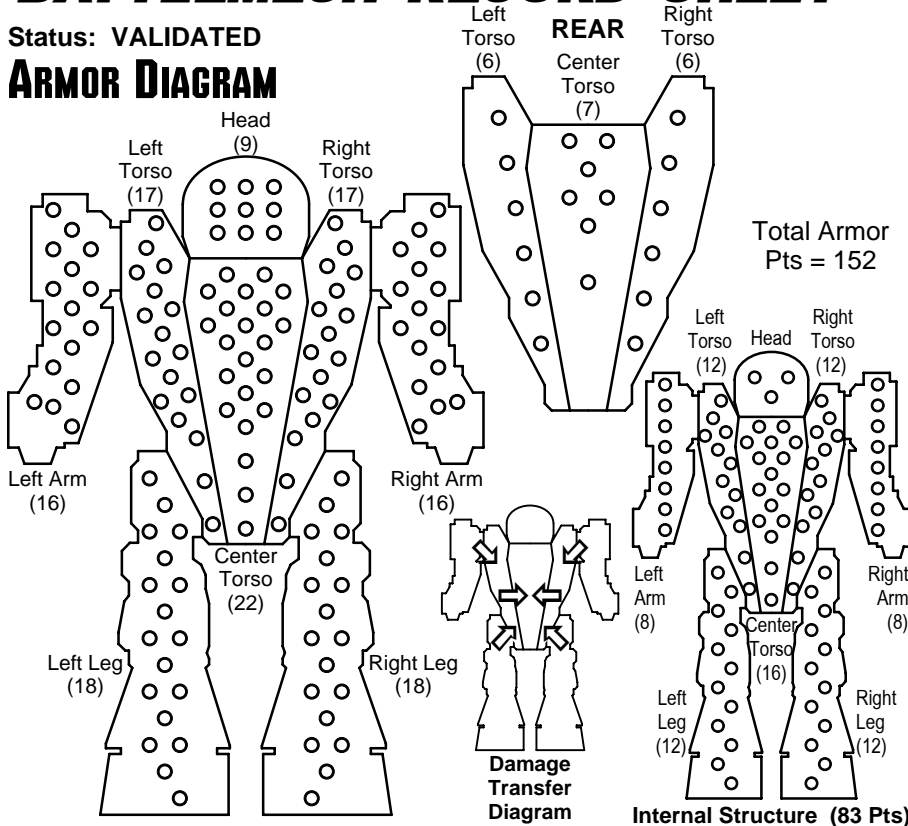 BATTLEMECH RECORD SHEET
Status: VALIDATED
ARMOR DIAGRAM
Head
(9)
Left
Torso
(17)
Right
Torso
(17)
Left Arm
(16)
Right Arm
(16)
Center
Torso
(22)
Left Leg
(18)
Right Leg
(18)
REAR
Left
Torso
(6)
Center
Torso
(7)
Right
Torso
(6)
Total Armor
Pts = 152
Left
Torso
(12)
Head
Right
Torso
(12)
Left
Arm
(8)
Right
Arm
(8)
Center
Torso
(16)
Left
Leg
(12)
Right
Leg
(12)
Damage
Transfer
Diagram
Internal Structure (83 Pts)